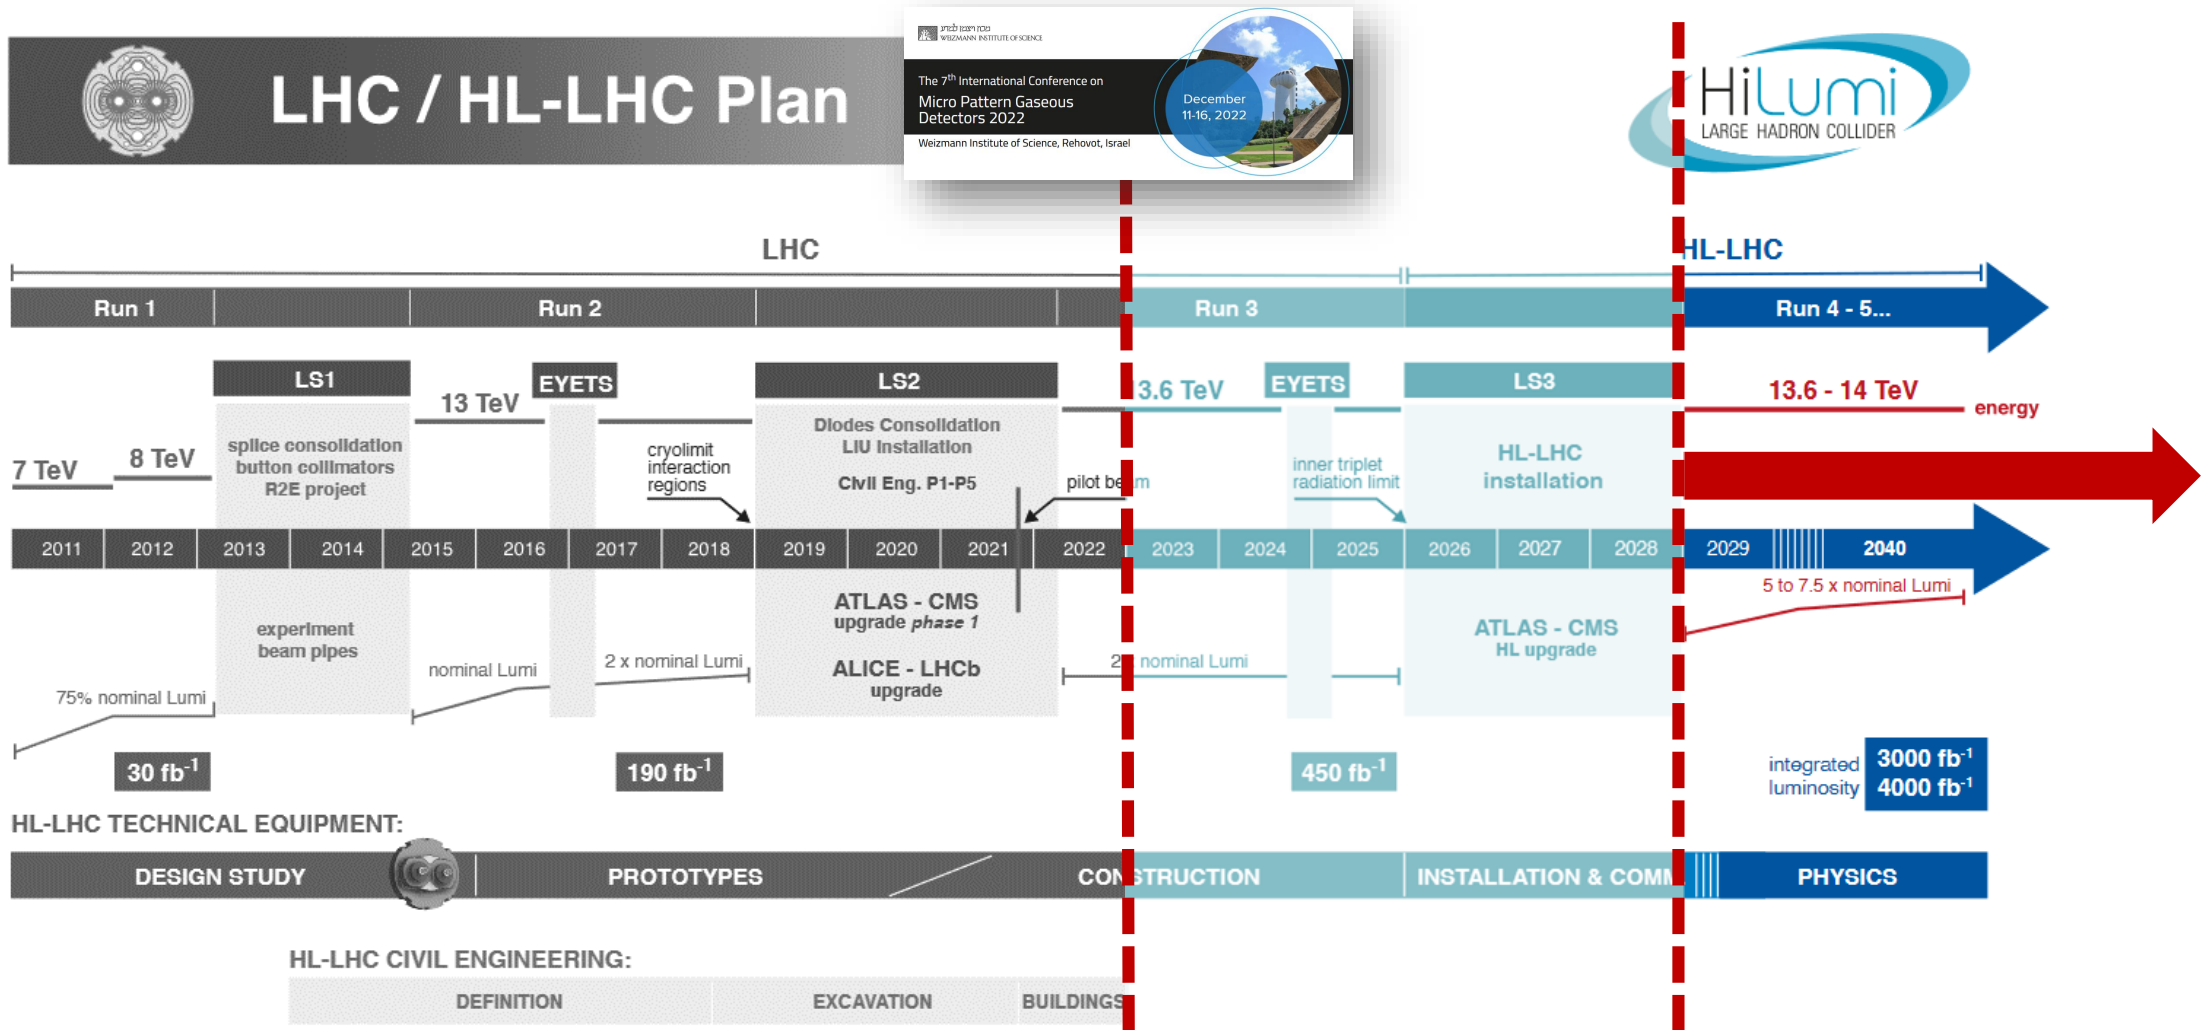 מכון ויצמן למדע
WEIZMANN INSTITUTE OF SCIENCE
The 7th International Conference on
Micro Pattern Gaseous
Detectors 2022
December
11-16, 2022
Weizmann Institute of Science, Rehovot, Israel
LHC / HL-LHC Plan
HiLumi
LARGE HADRON COLLIDER
LHC
HL-LHC
Run 1
Run 2
Run 3
Run 4 - 5...
LS1
EYETS
LS2
EYETS
LS3
7 TeV
8 TeV
13 TeV
13.6 TeV
13.6 - 14 TeV
energy
splice consolidation
button collimators
R2E project
cryolimit
interaction
regions
Diodes Consolidation
LIU Installation
Civil Eng. P1-P5
pilot beam
inner triplet
radiation limit
HL-LHC
installation
2011 2012 2013 2014 2015 2016 2017 2018 2019 2020 2021 2022 2023 2024 2025 2026 2027 2028 2029 2040
5 to 7.5 x nominal Lumi
experiment
beam pipes
ATLAS - CMS
upgrade phase 1
ALICE - LHCb
upgrade
ATLAS - CMS
HL upgrade
75% nominal Lumi
nominal Lumi
2 x nominal Lumi
2 x nominal Lumi
30 fb-1
190 fb-1
450 fb-1
integrated
luminosity
3000 fb-1
4000 fb-1
HL-LHC TECHNICAL EQUIPMENT:
DESIGN STUDY
PROTOTYPES
CONSTRUCTION
INSTALLATION & COMM
PHYSICS
HL-LHC CIVIL ENGINEERING:
DEFINITION
EXCAVATION
BUILDINGS